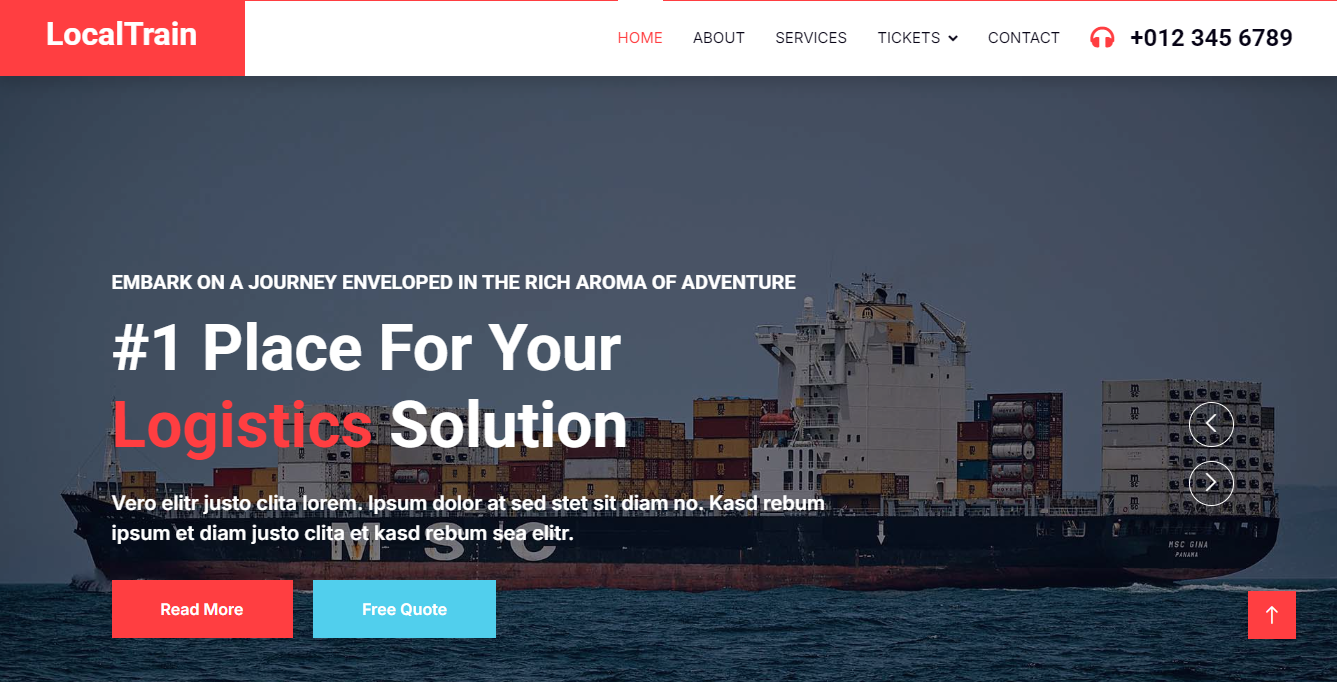 LocalTrain
HOME ABOUT SERVICES TICKETS CONTACT +012 345 6789
EMBARK ON A JOURNEY ENVELOPED IN THE RICH AROMA OF ADVENTURE
#1 Place For Your
Logistics Solution
Vero elitr justo clita lorem. Ipsum dolor at sed stet sit diam no. Kasd rebum
ipsum et diam justo clita et kasd rebum sea elitr.
MSC
MSC GINA
PANAMA
Read More Free Quote